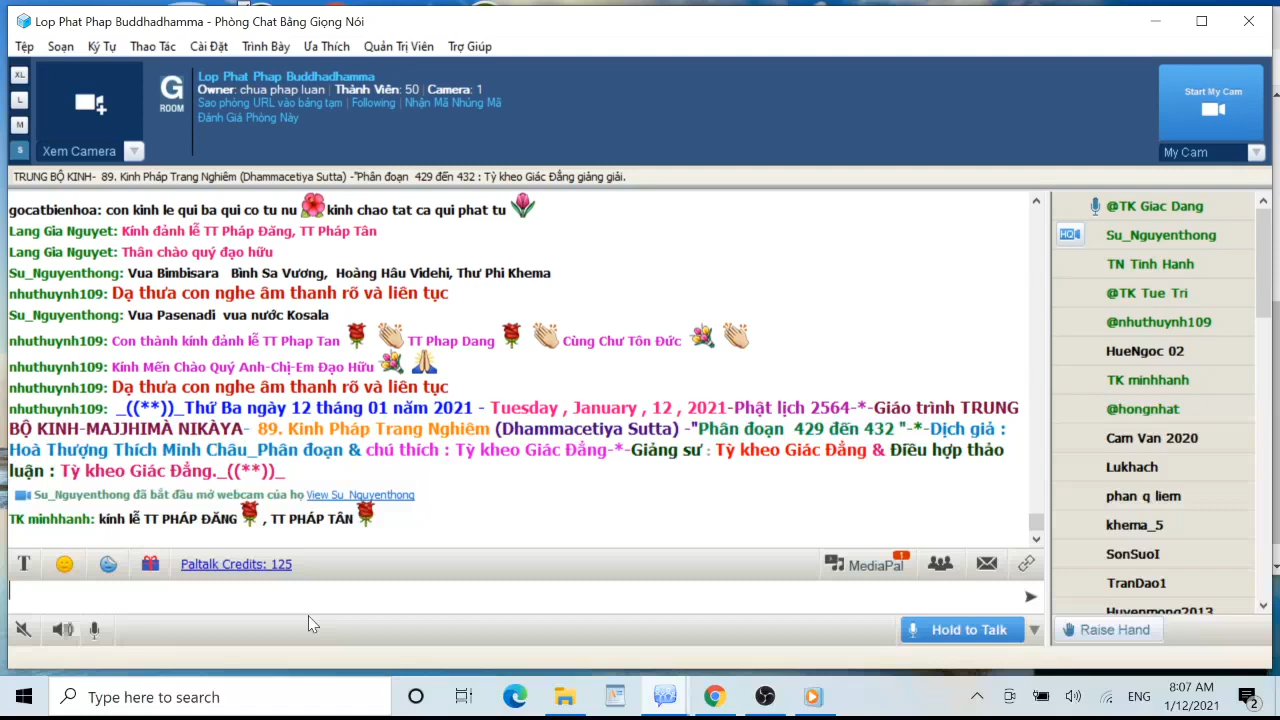 Lop Phat Phap Buddhadhamma - Phòng Chat Bằng Giọng Nói
Tệp Soạn Ký Tự Thao Tác Cài Đặt Trình Bày Ưa Thích Quản Trị Viên Trợ Giúp
XL
L
M
S
Xem Camera
G
ROOM
Lop Phat Phap Buddhadhamma
Owner: chua phap luan | Thành Viên: 50 | Camera: 1
Sao phòng URL vào bảng tạm | Following | Nhận Mã Nhúng Mã
Đánh Giá Phòng Này
Start My Cam
My Cam
TRUNG BỘ KINH- 89. Kinh Pháp Trang Nghiêm (Dhammacetiya Sutta) -"Phân đoạn 429 đến 432 : Tỳ kheo Giác Đẳng giảng giải.
gocatbienhoa: con kinh le qui ba qui co tu nu kinh chao tat ca qui phat tu
Lang Gia Nguyet: Kính đảnh lễ TT Pháp Đăng, TT Pháp Tân
Lang Gia Nguyet: Thân chào quý đạo hữu
Su_Nguyenthong: Vua Bimbisara Bình Sa Vương, Hoàng Hâu Videhi, Thư Phi Khema
nhuthuynh109: Dạ thưa con nghe âm thanh rõ và liên tục
Su_Nguyenthong: Vua Pasenadi vua nước Kosala
nhuthuynh109: Con thành kính đảnh lễ TT Phap Tan TT Phap Dang Cùng Chư Tôn Đức
nhuthuynh109: Kính Mến Chào Quý Anh-Chị-Em Đạo Hữu
nhuthuynh109: Dạ thưa con nghe âm thanh rõ và liên tục
nhuthuynh109: _((**))_Thứ Ba ngày 12 tháng 01 năm 2021 - Tuesday , January , 12 , 2021-Phật lịch 2564-*-Giáo trình TRUNG
BỘ KINH-MAJJHIMÀ NIKÀYA- 89. Kinh Pháp Trang Nghiêm (Dhammacetiya Sutta) -"Phân đoạn 429 đến 432 "-*-Dịch giả :
Hoà Thượng Thích Minh Châu_Phân đoạn & chú thích : Tỳ kheo Giác Đẳng-*-Giảng sư : Tỳ kheo Giác Đẳng & Điều hợp thảo
luận : Tỳ kheo Giác Đẳng._((**))_
Su_Nguyenthong đã bắt đầu mở webcam của họ View Su_Nguyenthong
TK minhhanh: kính lễ TT PHÁP ĐĂNG , TT PHÁP TÂN
@TK Giac Dang
HQ Su_Nguyenthong
TN Tinh Hanh
@TK Tue Tri
@nhuthuynh109
HueNgoc 02
TK minhhanh
@hongnhat
Cam Van 2020
Lukhach
phan q liem
khema_5
SonSuoI
TranDao1
Huyenmong2013
T Paltalk Credits: 125 MediaPal 1
Hold to Talk Raise Hand
Type here to search
ENG
8:07 AM
1/12/2021
2